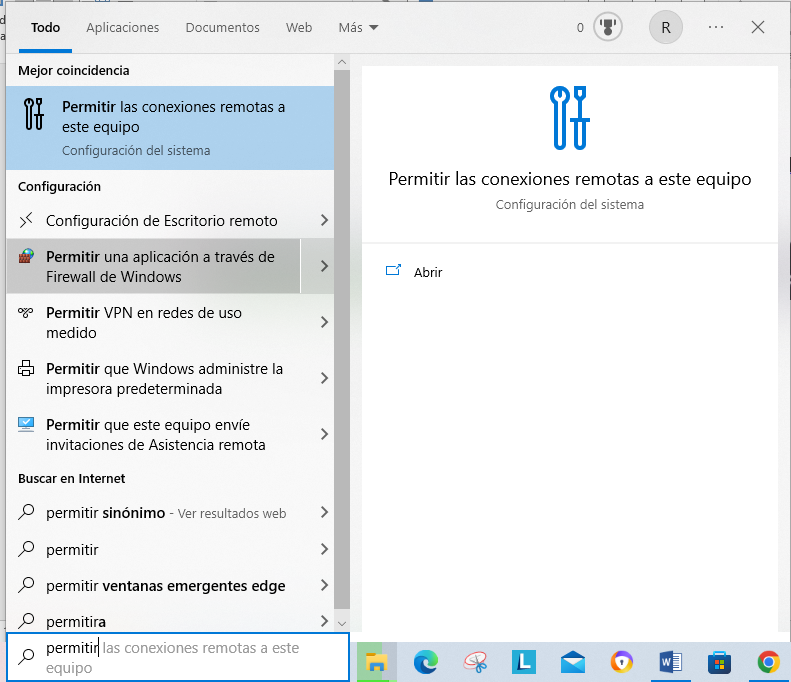 Todo Aplicaciones Documentos Web Más 0 R ...
Mejor coincidencia
Permitir las conexiones remotas a
este equipo
Configuración del sistema
Configuración
Configuración de Escritorio remoto
Permitir una aplicación a través de
Firewall de Windows
Permitir VPN en redes de uso
medido
Permitir que Windows administre la
impresora predeterminada
Permitir que este equipo envíe
invitaciones de Asistencia remota
Buscar en Internet
permitir sinónimo - Ver resultados web
permitir
permitir ventanas emergentes edge
permitira
permitir las conexiones remotas a este
equipo
Permitir las conexiones remotas a este equipo
Configuración del sistema
Abrir
L
W